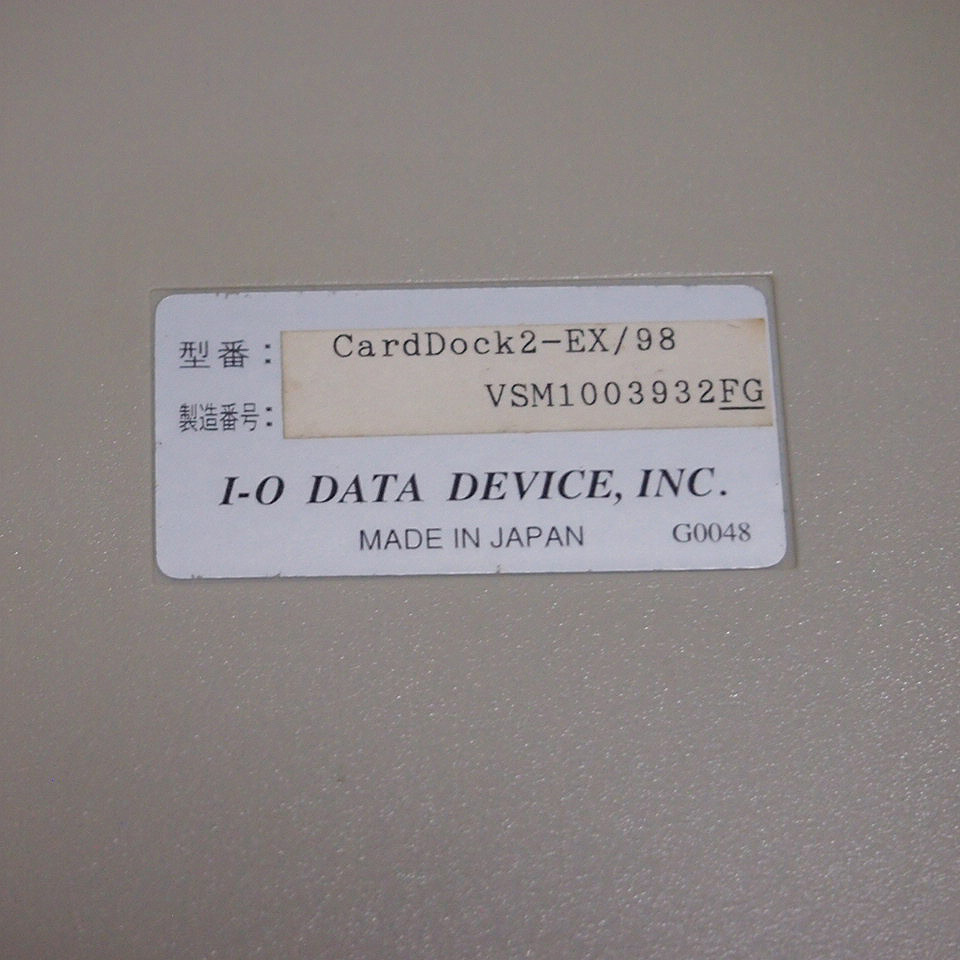 型番: CardDock2-EX/98
製造番号: VSM1003932FG
I-O DATA DEVICE, INC.
MADE IN JAPAN G0048